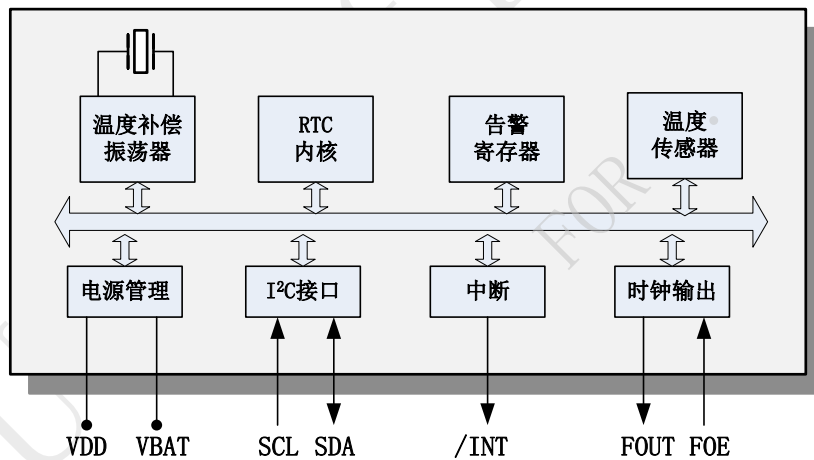 温度补偿
振荡器
RTC
内核
告警
寄存器
温度
传感器
电源管理
I²C接口
中断
时钟输出
VDD VBAT SCL SDA /INT FOUT FOE
FOR